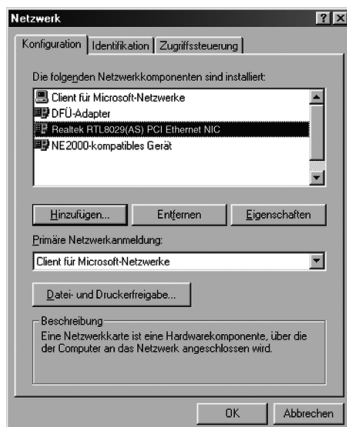 Netzwerk
Konfiguration Identifikation Zugriffssteuerung
Die folgenden Netzwerkkomponenten sind installiert:
Client für Microsoft-Netzwerke
DFÜ-Adapter
Realtek RTL8029(AS) PCI Ethernet NIC
NE2000-kompatibles Gerät
Hinzufügen... Entfernen Eigenschaften
Primäre Netzwerkanmeldung:
Client für Microsoft-Netzwerke
Datei- und Druckerfreigabe...
Beschreibung
Eine Netzwerkkarte ist eine Hardwarekomponente, über die
der Computer an das Netzwerk angeschlossen wird.
OK Abbrechen